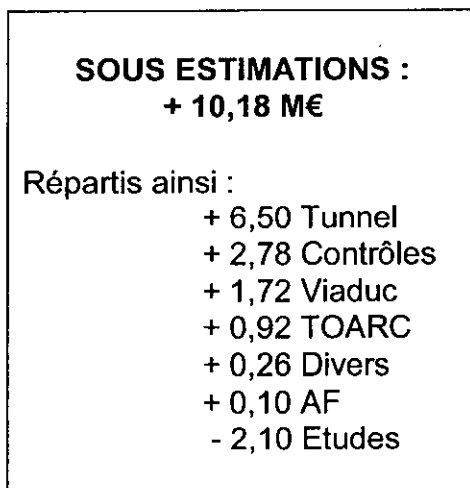 SOUS ESTIMATIONS :
+ 10,18 M€
Répartis ainsi :
+ 6,50 Tunnel
+ 2,78 Contrôles
+ 1,72 Viaduc
+ 0,92 TOARC
+ 0,26 Divers
+ 0,10 AF
- 2,10 Etudes